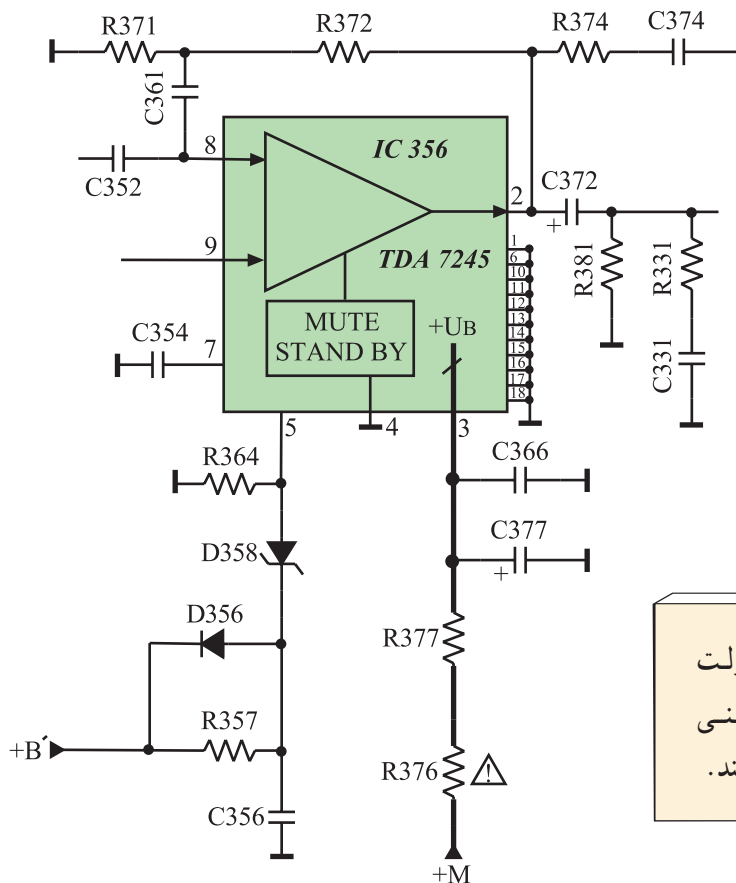 R371
R372
R374
C374
C361
IC 356
8
C352
2
C372
+
R381
R331
9
TDA 7245
1
6
10
11
12
13
14
15
16
17
18
MUTE
STAND BY
+UB
C354
7
C331
5
4
3
R364
C366
D358
C377
+
D356
R377
R357
+B´
R376
!
C356
+M
ند.